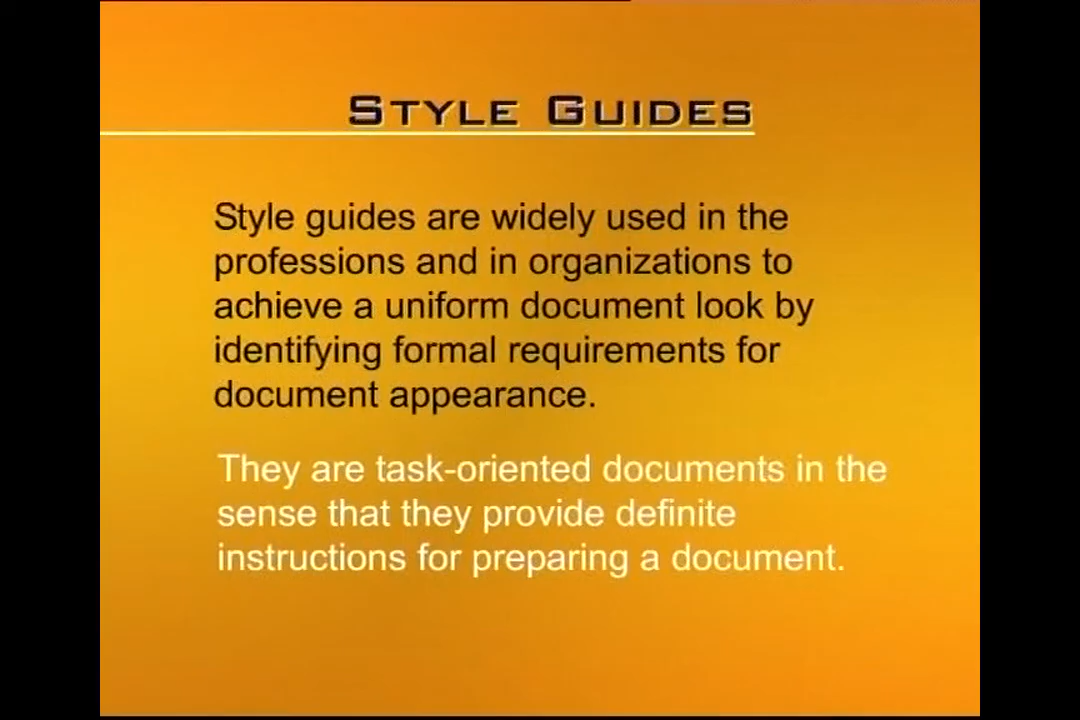 Style Guides
Style guides are widely used in the
professions and in organizations to
achieve a uniform document look by
identifying formal requirements for
document appearance.
They are task-oriented documents in the
sense that they provide definite
instructions for preparing a document.